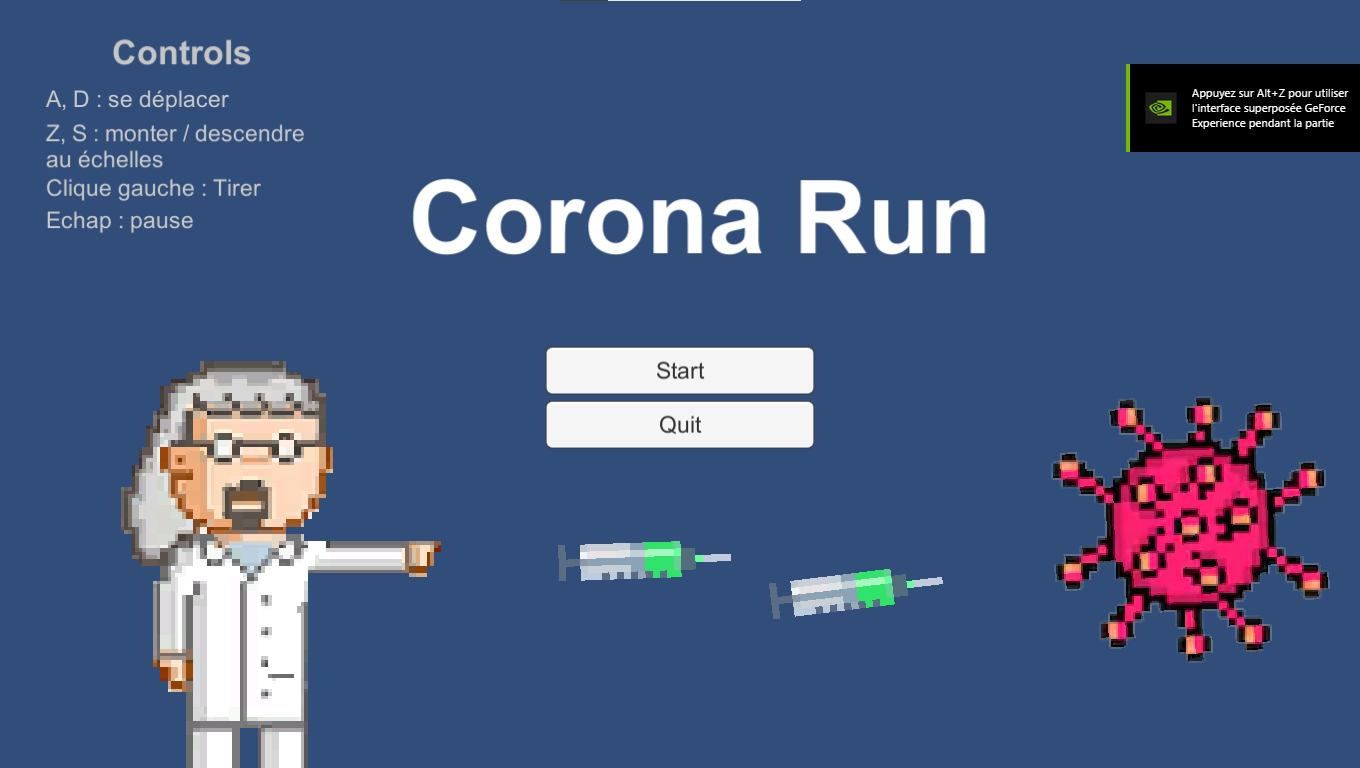 Controls
A, D : se déplacer
Z, S : monter / descendre
au échelles
Clique gauche : Tirer
Echap : pause
Appuyez sur Alt+Z pour utiliser
l'interface superposée GeForce
Experience pendant la partie
Corona Run
Start
Quit